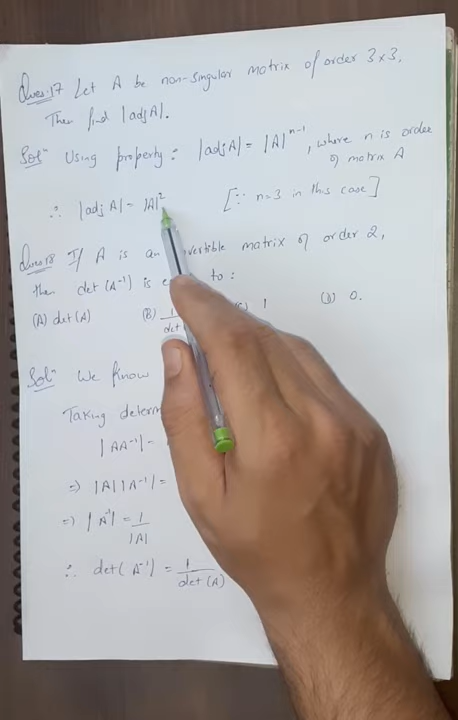 Ques.17 Let A be non-singular matrix of order 3×3,
Then find |adj A|.
Solⁿ Using property: |adj A| = |A|ⁿ⁻¹, where n is order
of matrix A
∴ |adj A| = |A|² [∵ n=3 in this case]
Ques.18 If A is an invertible matrix of order 2,
then det(A⁻¹) is to:
(A) det(A) (B) 1/det 1 (D) 0.
Solⁿ We know
Taking determ
|AA⁻¹| =
⇒ |A||A⁻¹| =
⇒ |A⁻¹| = 1/|A|
∴ det(A⁻¹) = 1/det(A)